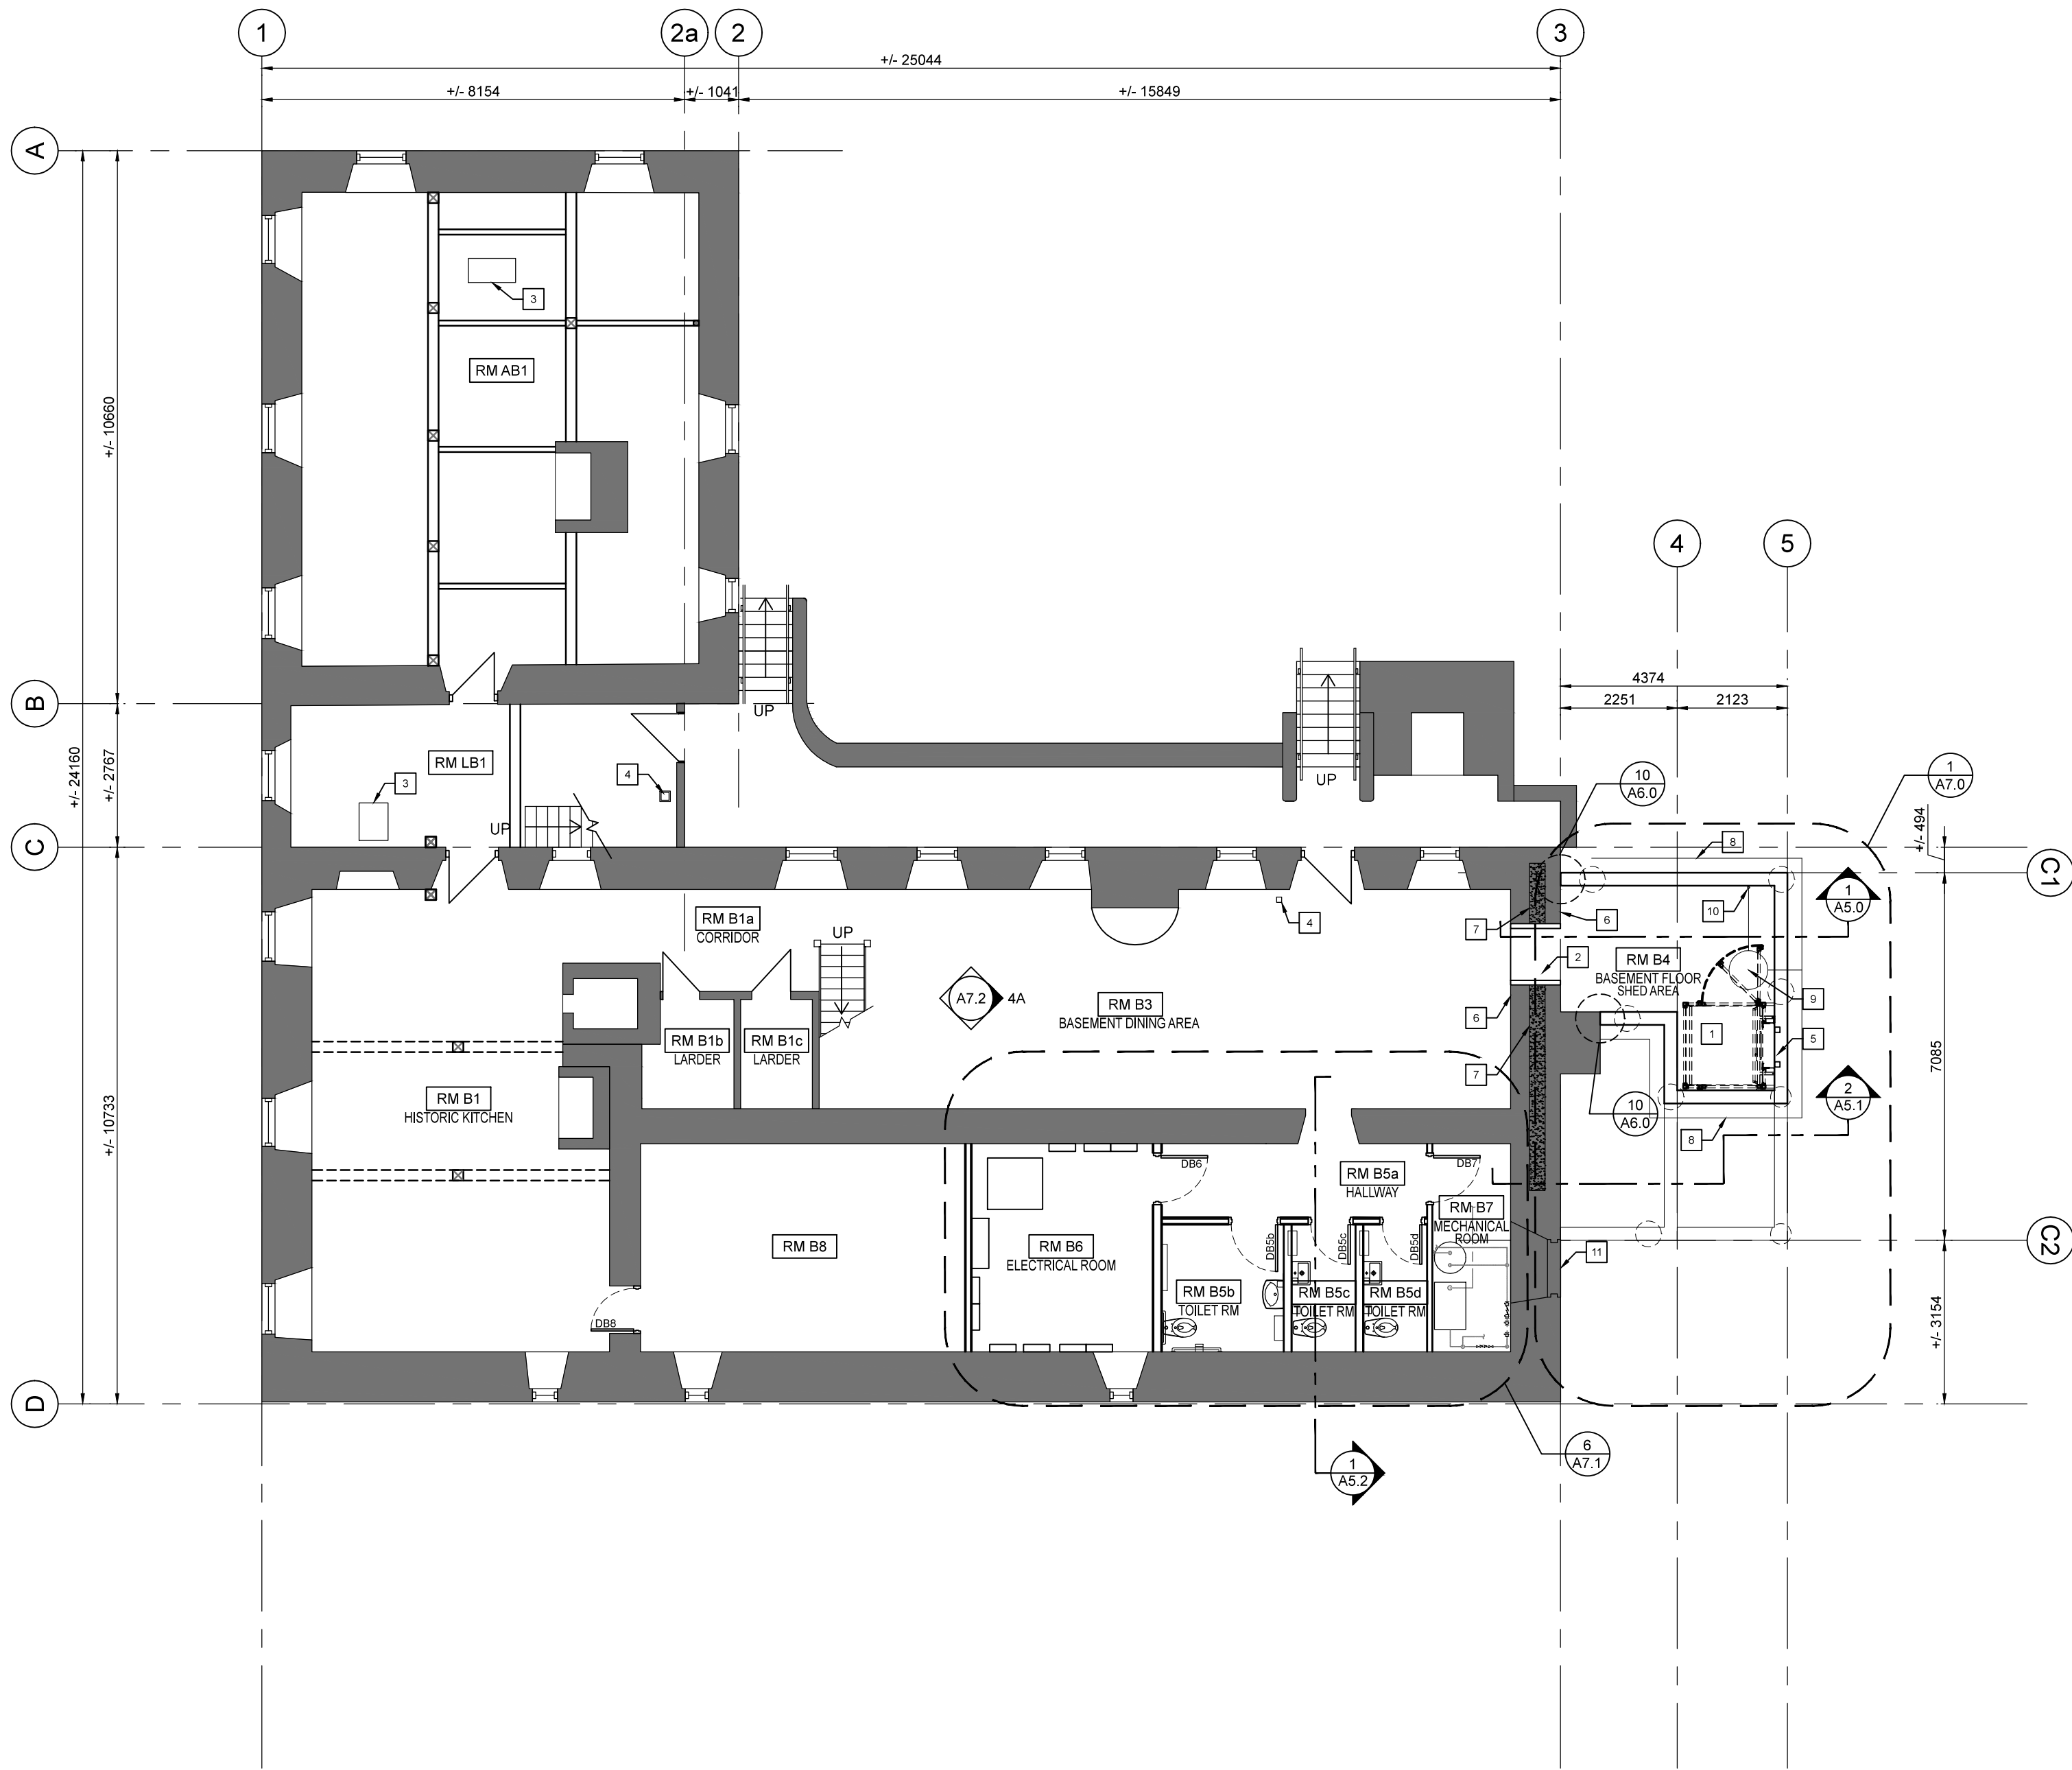 1
2a
2
3
+/- 25044
+/- 8154
+/- 1041
+/- 15849
A
3
RM AB1
+/- 10660
4
5
B
UP
4374
2251
2123
+/- 24160
+/- 2767
RM LB1
3
4
UP
UP
10
A6.0
1
A7.0
+/- 494
C
8
C1
1
A5.0
10
RM B1a
CORRIDOR
4
7
6
UP
2
RM B4
BASEMENT FLOOR
SHED AREA
A7.2
4A
RM B3
BASEMENT DINING AREA
9
6
RM B1b
LARDER
RM B1c
LARDER
1
5
7
7085
RM B1
HISTORIC KITCHEN
10
A6.0
2
A5.1
8
+/- 10733
DB6
RM B5a
HALLWAY
DB7
RM B7
MECHANICAL
ROOM
RM B8
RM B6
ELECTRICAL ROOM
DB5b
DB5c
DB5d
11
C2
RM B5b
TOILET RM
RM B5c
TOILET RM
RM B5d
TOILET RM
DB8
+/- 3154
D
6
A7.1
1
A5.2